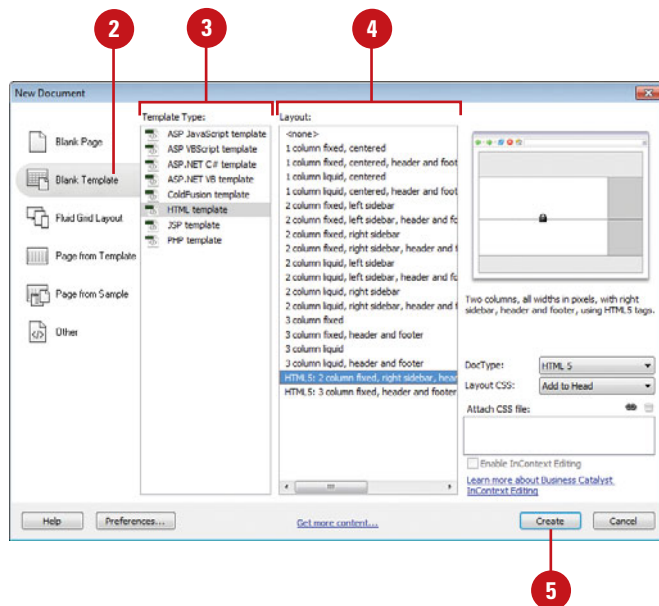 2
3
4
New Document
Blank Page
Blank Template
Fluid Grid Layout
Page from Template
Page from Sample
Other
Template Type:
ASP JavaScript template
ASP VBScript template
ASP.NET C# template
ASP.NET VB template
ColdFusion template
HTML template
JSP template
PHP template
Layout:
<none>
1 column fixed, centered
1 column fixed, centered, header and foot
1 column liquid, centered
1 column liquid, centered, header and foot
2 column fixed, left sidebar
2 column fixed, left sidebar, header and fo
2 column fixed, right sidebar
2 column fixed, right sidebar, header and f
2 column liquid, left sidebar
2 column liquid, left sidebar, header and fo
2 column liquid, right sidebar
2 column liquid, right sidebar, header and f
3 column fixed
3 column fixed, header and footer
3 column liquid
3 column liquid, header and footer
HTML5: 2 column fixed, right sidebar, head
HTML5: 3 column fixed, header and footer
Two columns, all widths in pixels, with right
sidebar, header and footer, using HTML5 tags.
DocType: HTML 5
Layout CSS: Add to Head
Attach CSS file:
Enable InContext Editing
Learn more about Business Catalyst
InContext Editing
Help
Preferences...
Get more content...
Create
Cancel
5